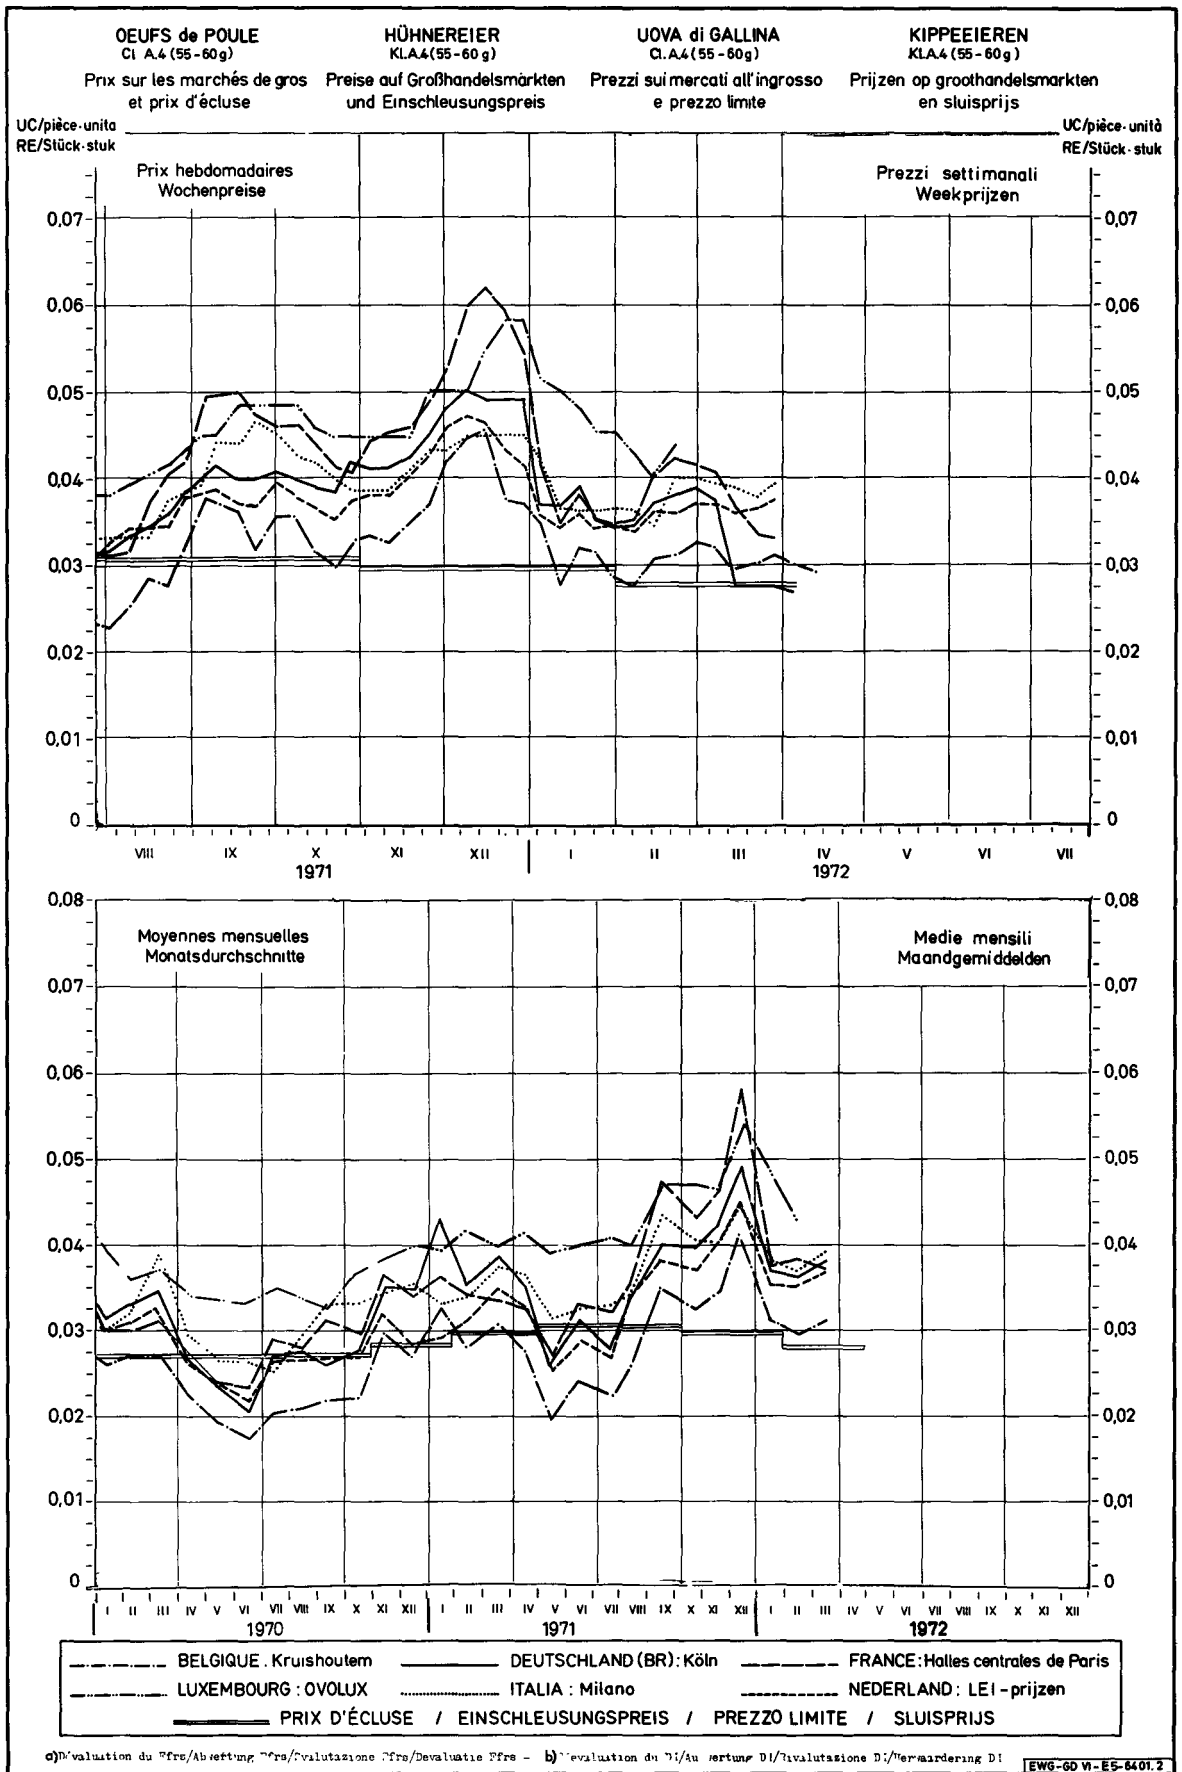 OEUFS de POULE
Cl. A.4 (55-60g)
Prix sur les marchés de gros
et prix d'écluse
HÜHNEREIER
Kl.A.4 (55-60 g)
Preise auf Großhandelsmärkten
und Einschleusungspreis
UOVA di GALLINA
Cl.A.4 (55-60g)
Prezzi sui mercati all'ingrosso
e prezzo limite
KIPPEEIEREN
Kl.A.4 (55-60g)
Prijzen op groothandelsmarkten
en sluisprijs
UC/pièce-unita
RE/Stück-stuk
UC/pièce-unità
RE/Stück-stuk
Prix hebdomadaires
Wochenpreise
Prezzi settimanali
Weekprijzen
0,07 0,07
0,06 0,06
0,05 0,05
0,04 0,04
0,03 0,03
0,02 0,02
0,01 0,01
0 0
VIII IX X XI XII I II III IV V VI VII
1971 1972
0,08 0,08
Moyennes mensuelles
Monatsdurchschnitte
Medie mensili
Maandgemiddelden
0,07 0,07
0,06 0,06
0,05 0,05
0,04 0,04
0,03 0,03
0,02 0,02
0,01 0,01
0 0
I II III IV V VI VII VIII IX X XI XII I II III IV V VI VII VIII IX X XI XII I II III IV V VI VII VIII IX X XI XII
1970 1971 1972
BELGIQUE. Kruishoutem DEUTSCHLAND (BR): Köln FRANCE: Halles centrales de Paris
LUXEMBOURG: OVOLUX ITALIA: Milano NEDERLAND: LEI-prijzen
PRIX D'ÉCLUSE / EINSCHLEUSUNGSPREIS / PREZZO LIMITE / SLUISPRIJS
a) du Ffrs/ Ffrs/ Ffrs/Devaluatie Ffrs - b) du
EWG-GD VI-E5-6401.2